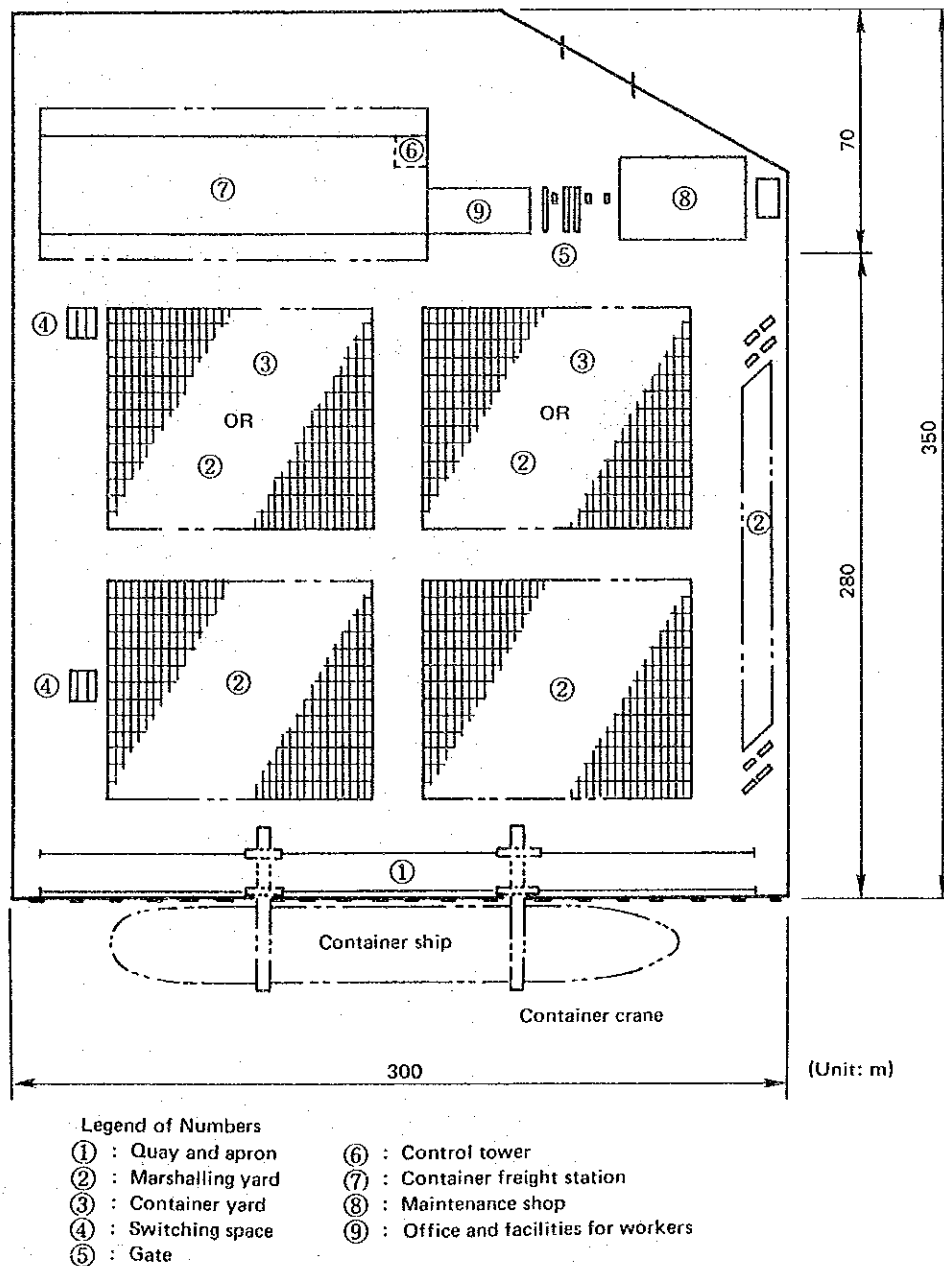 70
⑥
⑦
⑨
⑧
⑤
④
③
③
OR
OR
②
②
②
350
280
④
②
②
①
Container ship
Container crane
300
(Unit: m)
Legend of Numbers
① : Quay and apron
② : Marshalling yard
③ : Container yard
④ : Switching space
⑤ : Gate
⑥ : Control tower
⑦ : Container freight station
⑧ : Maintenance shop
⑨ : Office and facilities for workers